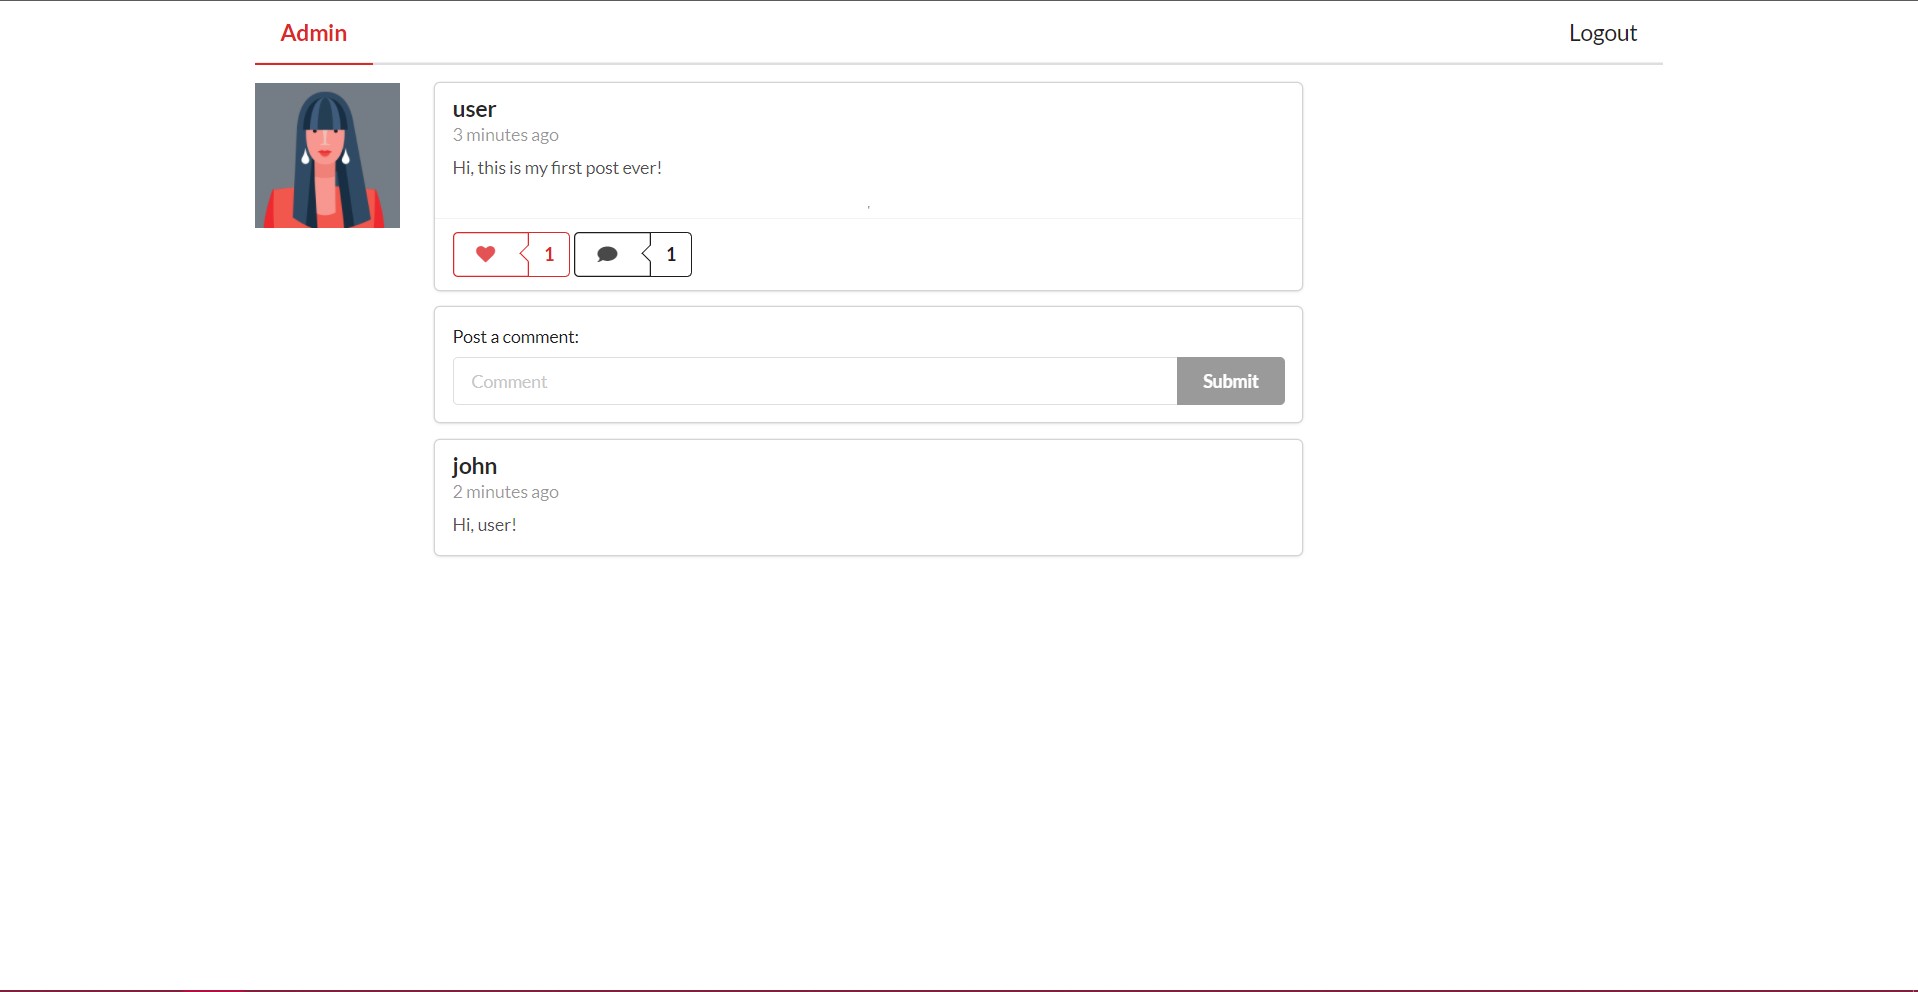 Admin
Logout
user
3 minutes ago
Hi, this is my first post ever!
1
1
Post a comment:
Comment
Submit
john
2 minutes ago
Hi, user!